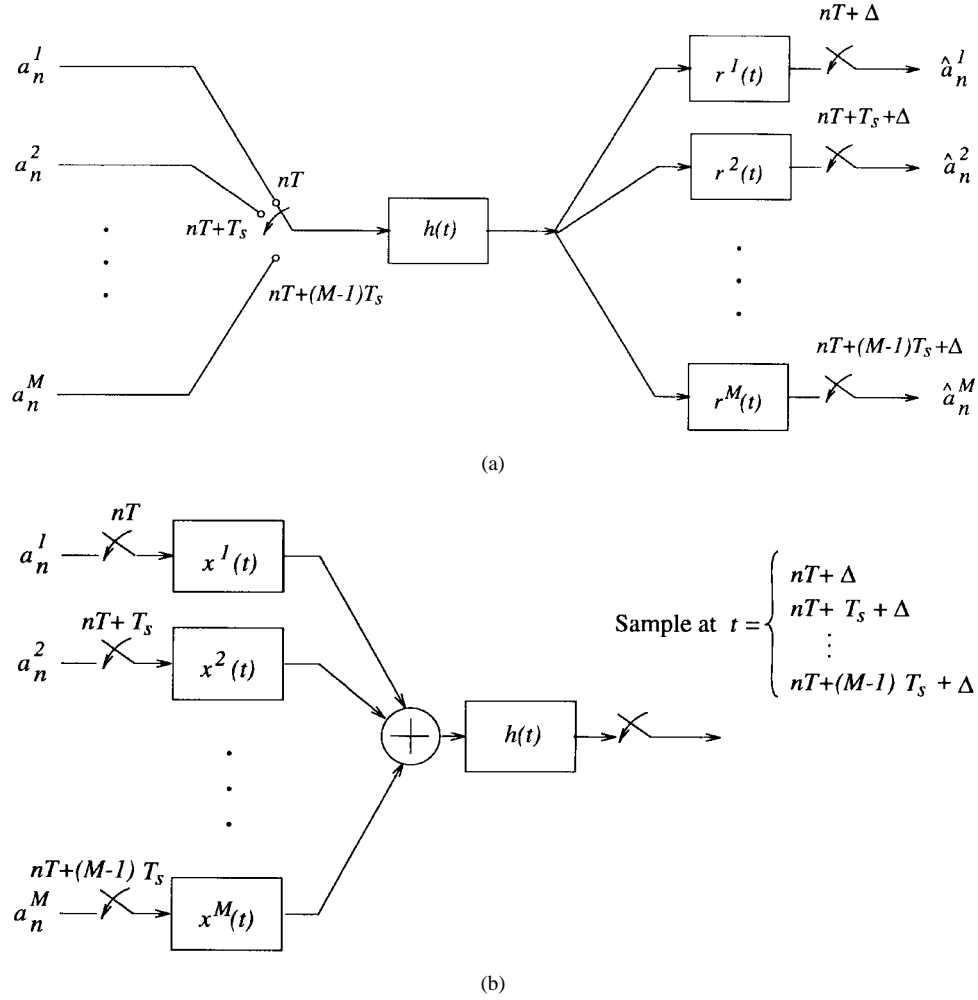 nT+ Δ
a_n^1
r^1(t)
â_n^1
nT+T_s+Δ
a_n^2
nT
r^2(t)
â_n^2
nT+T_s
h(t)
nT+(M-1)T_s
nT+(M-1)T_s+Δ
a_n^M
r^M(t)
â_n^M
(a)
nT
a_n^1
x^1(t)
nT+ T_s
a_n^2
x^2(t)
Sample at t =
nT+ Δ
nT+ T_s + Δ
⋮
nT+(M-1) T_s + Δ
+
h(t)
nT+(M-1) T_s
a_n^M
x^M(t)
(b)